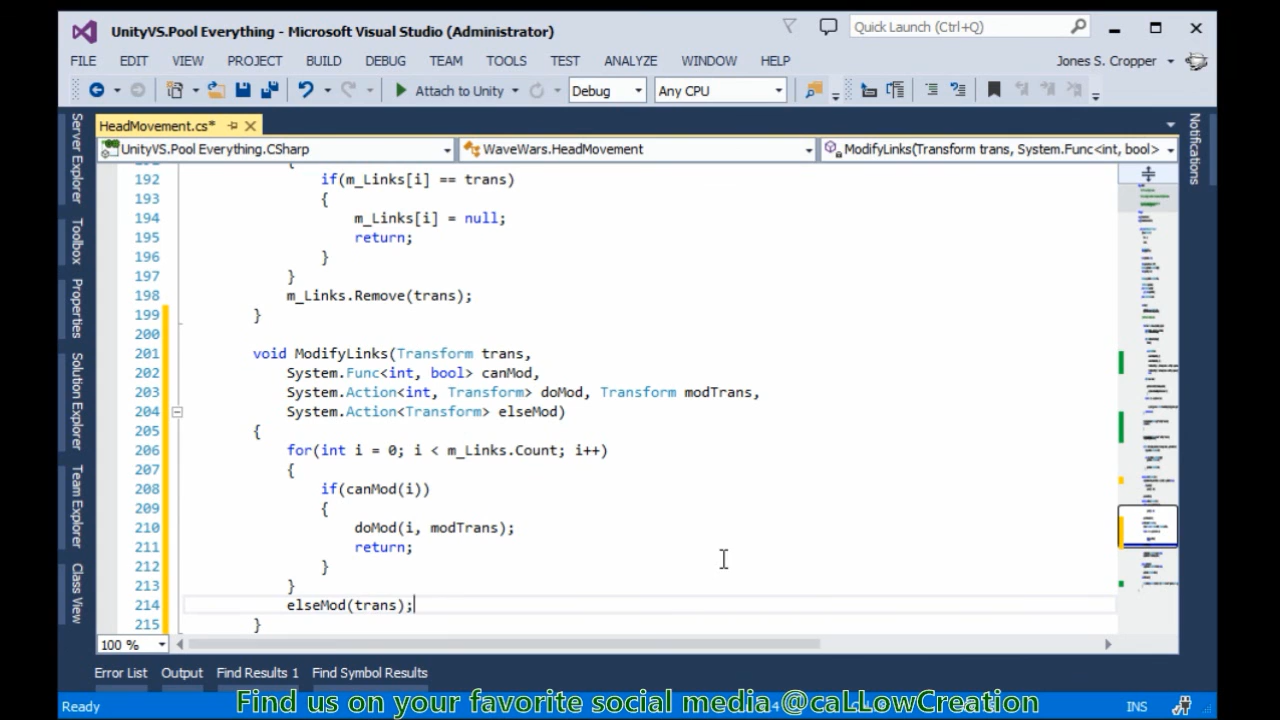 UnityVS.Pool Everything - Microsoft Visual Studio (Administrator)
Quick Launch (Ctrl+Q)
FILE EDIT VIEW PROJECT BUILD DEBUG TEAM TOOLS TEST ANALYZE WINDOW HELP
Jones S. Cropper
Attach to Unity Debug Any CPU
HeadMovement.cs*
UnityVS.Pool Everything.CSharp WaveWars.HeadMovement ModifyLinks(Transform trans, System.Func<int, bool>
Server Explorer
Toolbox
Properties
Solution Explorer
Team Explorer
Class View
Notifications
{
192 if(m_Links[i] == trans)
193 {
194 m_Links[i] = null;
195 return;
196 }
197 }
198 m_Links.Remove(trans);
199 }
200
201 void ModifyLinks(Transform trans,
202 System.Func<int, bool> canMod,
203 System.Action<int, Transform> doMod, Transform modTrans,
204 System.Action<Transform> elseMod)
205 {
206 for(int i = 0; i < m_Links.Count; i++)
207 {
208 if(canMod(i))
209 {
210 doMod(i, modTrans);
211 return;
212 }
213 }
214 elseMod(trans);
215 }
100 %
Error List Output Find Results 1 Find Symbol Results
Find us on your favorite social media @caLLowCreation
Ready INS